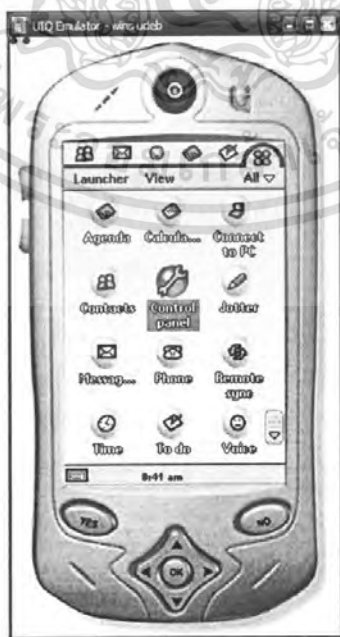 UIQ Emulator - wins udeb
Launcher View All
Agenda Calcula... Connect to PC
Contacts Control panel Jotter
Messag... Phone Remote sync
Time To do Voice
8:41 am
YES NO
OK